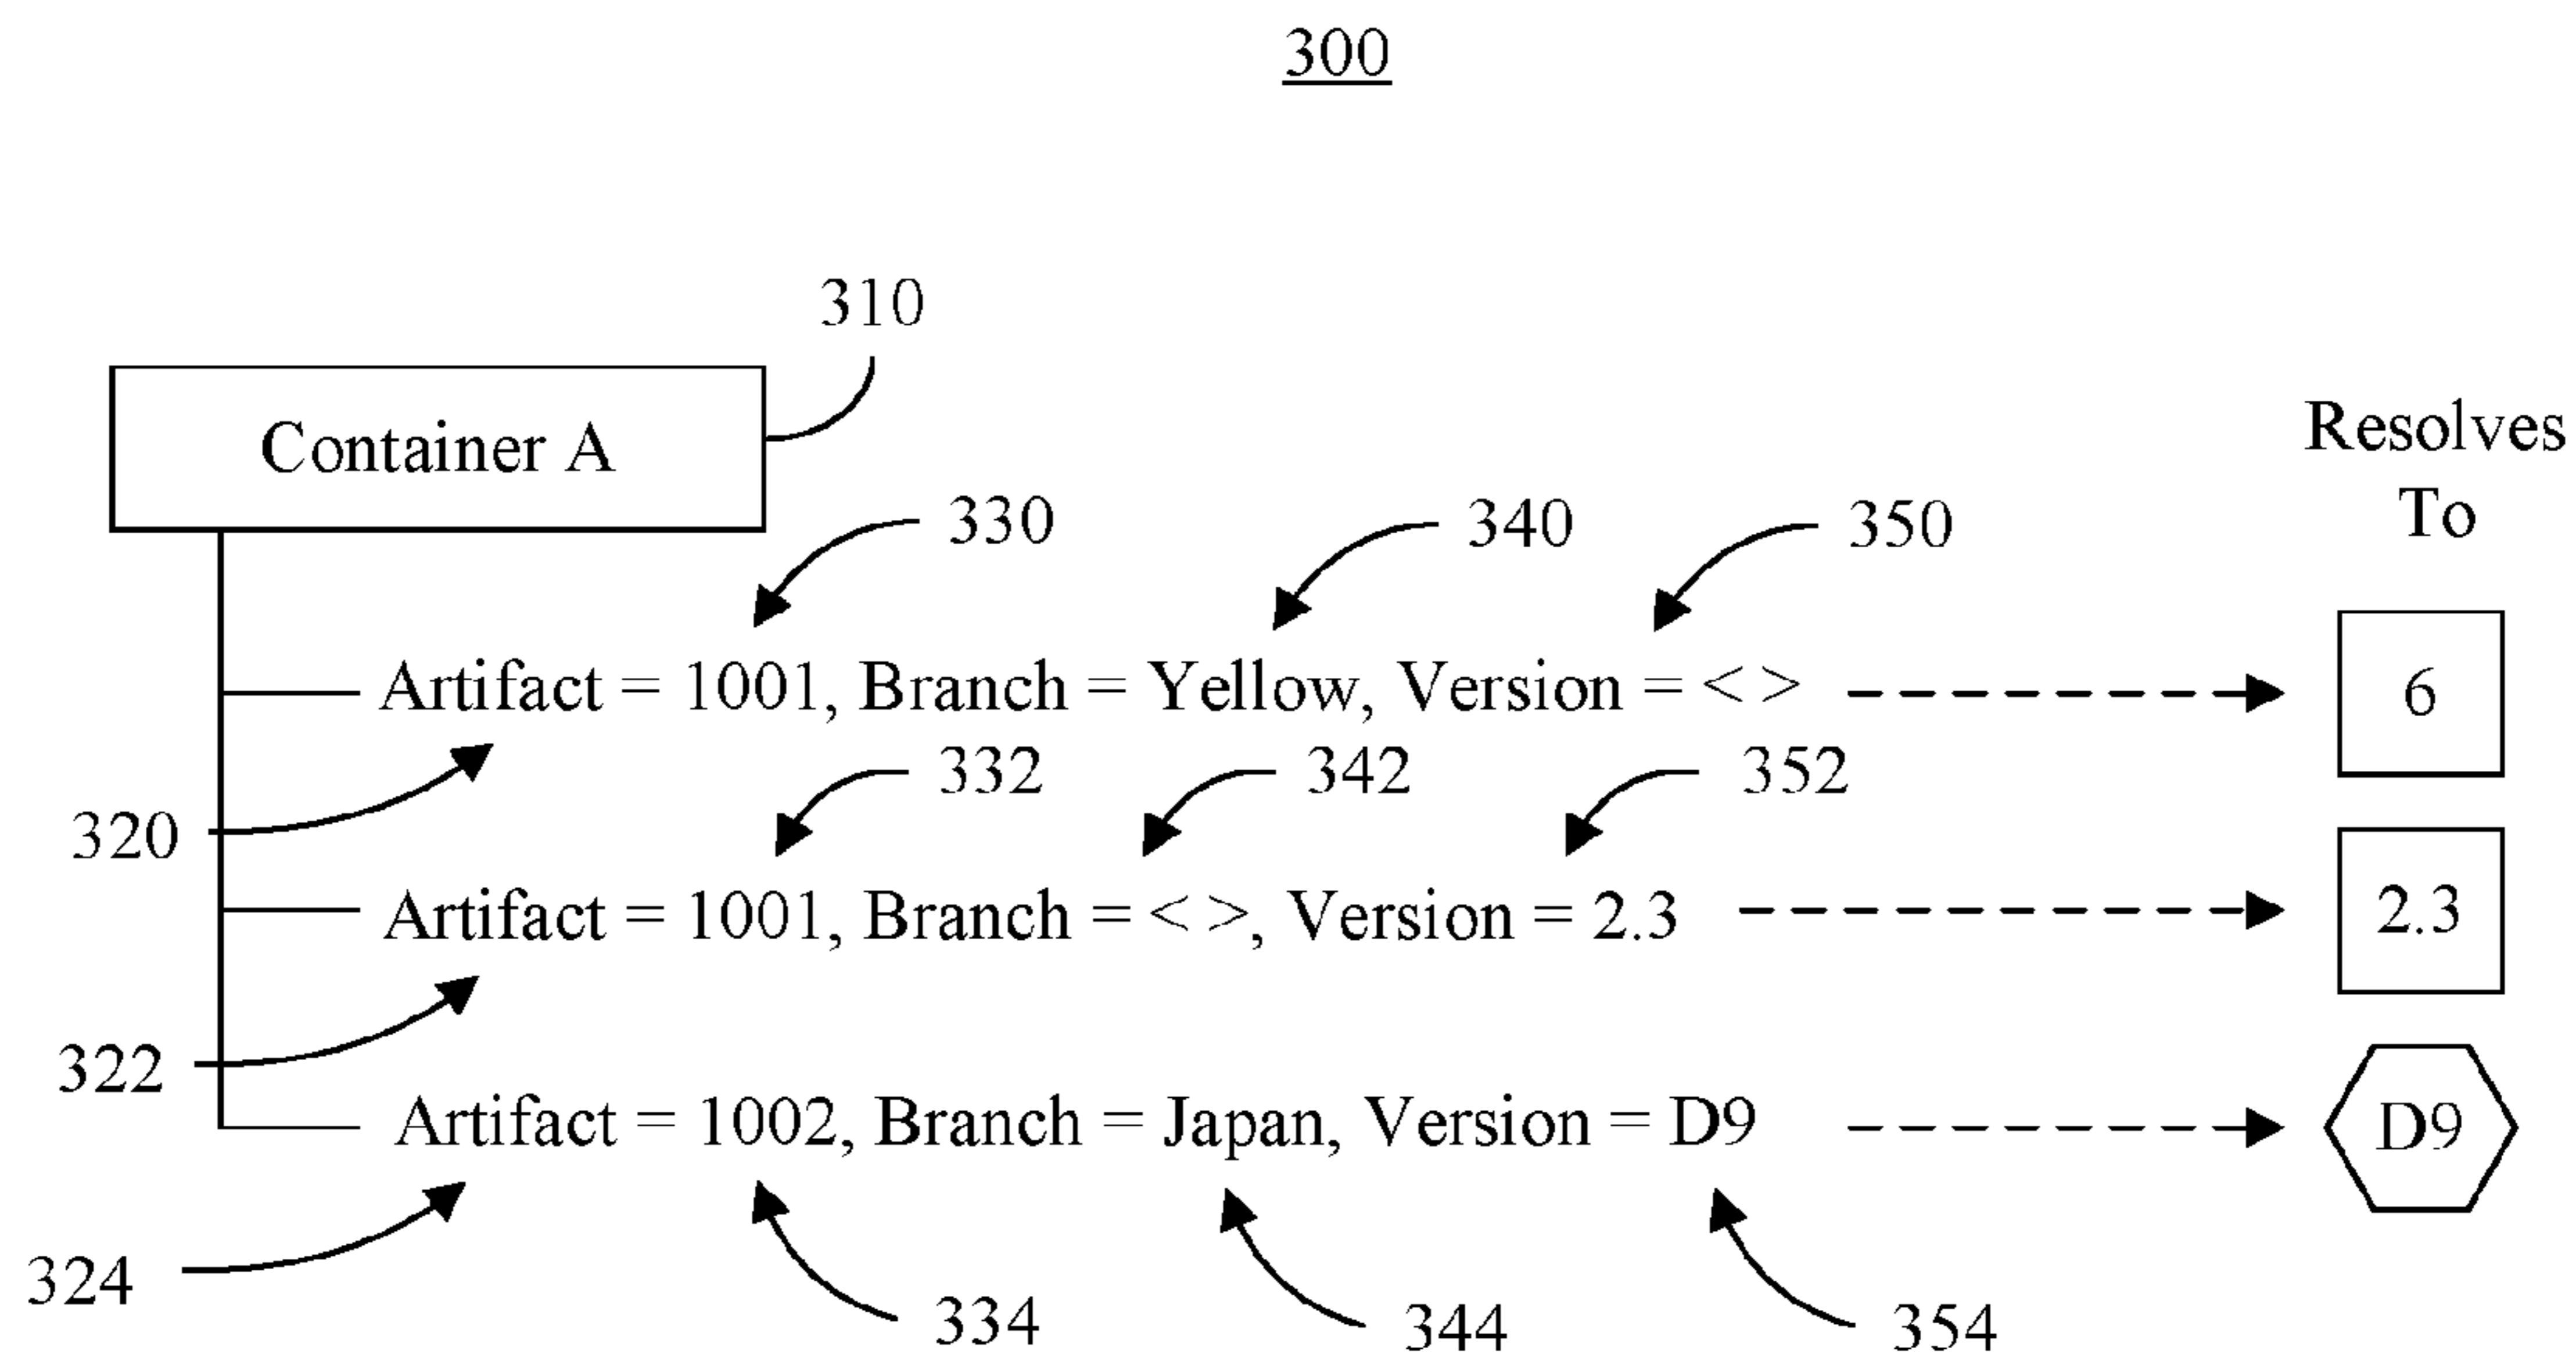 300
310
Container A
Resolves
To
330
340
350
Artifact = 1001, Branch = Yellow, Version = < >
6
320
332
342
352
Artifact = 1001, Branch = < >, Version = 2.3
2.3
322
Artifact = 1002, Branch = Japan, Version = D9
D9
324
334
344
354